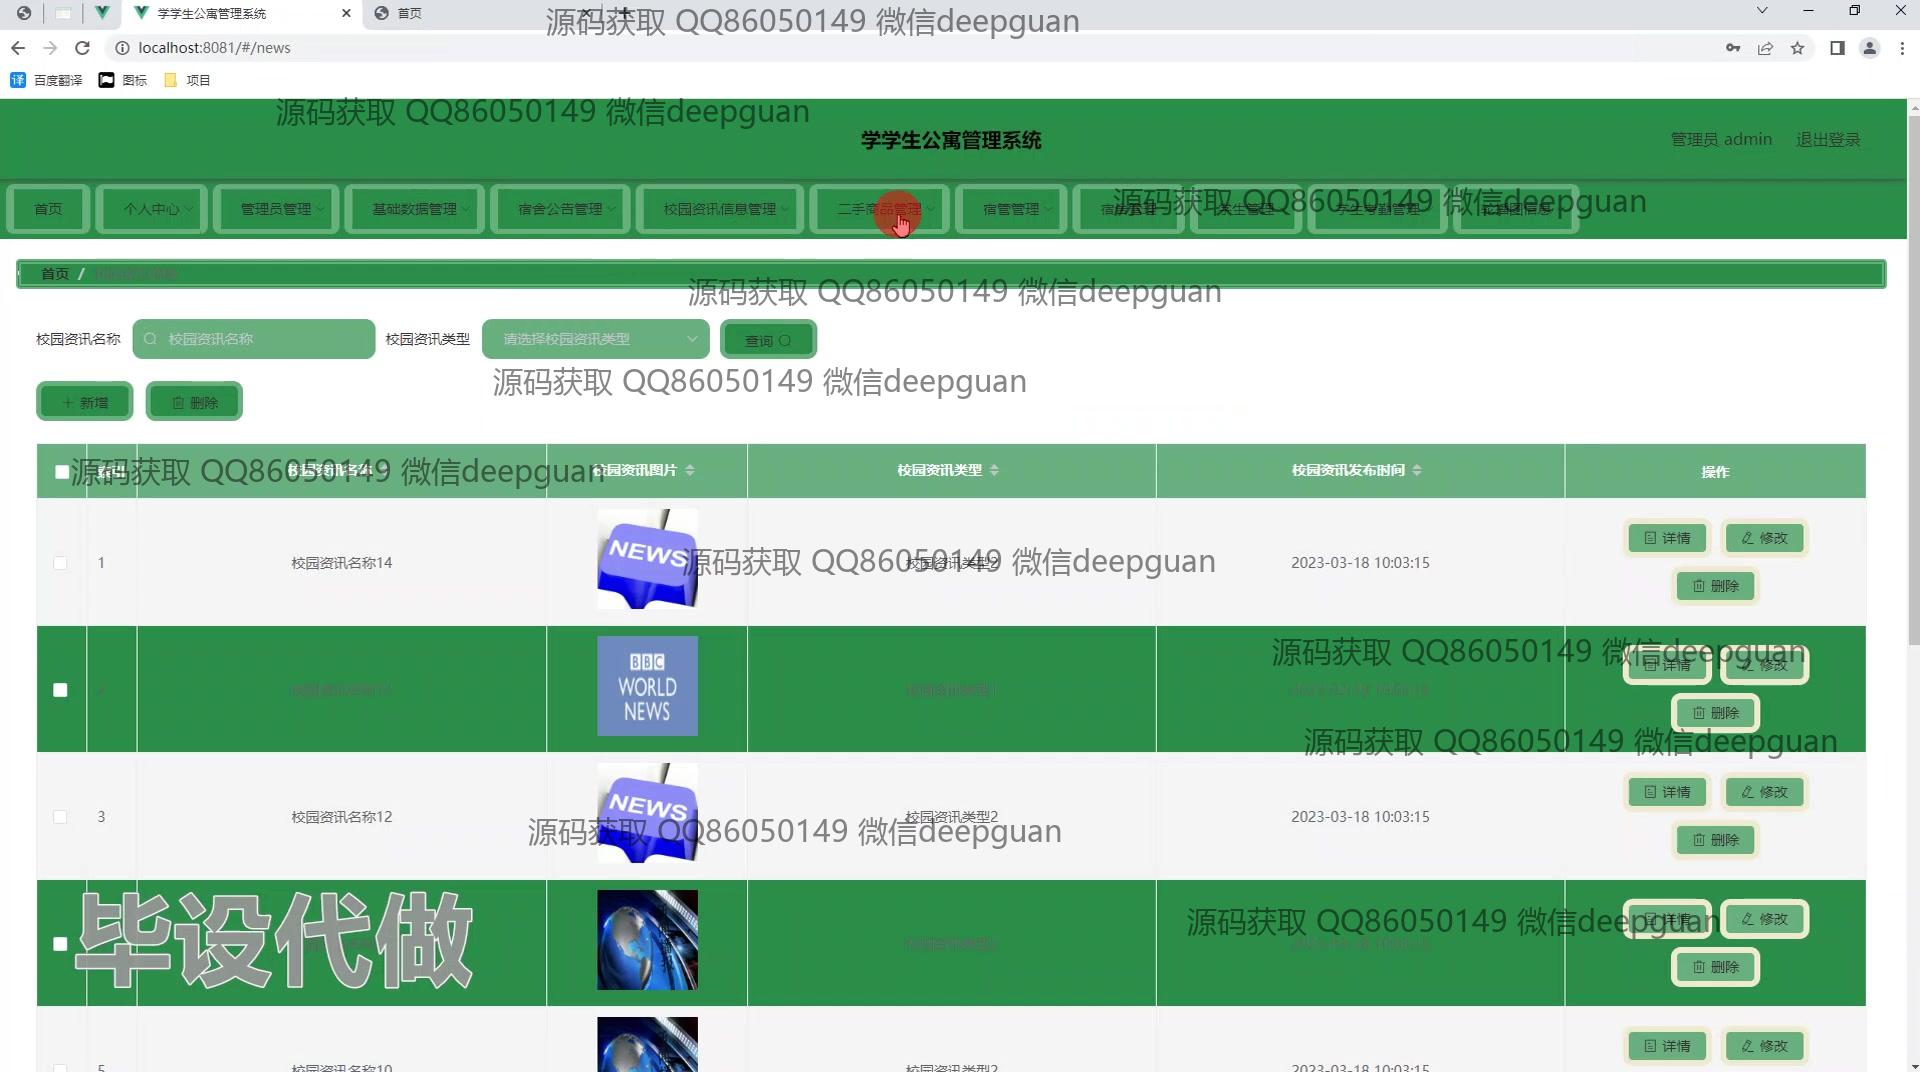 学学生公寓管理系统
首页
源码获取 QQ86050149 微信deepguan
localhost:8081/#/news
百度翻译
图标
项目
源码获取 QQ86050149 微信deepguan
学学生公寓管理系统
管理员 admin
退出登录
首页
个人中心
管理员管理
基础数据管理
宿舍公告管理
校园资讯信息管理
二手商品管理
宿管管理
源码获取 QQ86050149 微信deepguan
首页 /
源码获取 QQ86050149 微信deepguan
校园资讯名称
校园资讯名称
校园资讯类型
请选择校园资讯类型
查询
源码获取 QQ86050149 微信deepguan
新增
删除
源码获取 QQ86050149 微信deepguan
校园资讯图片
校园资讯类型
校园资讯发布时间
操作
1
校园资讯名称14
NEWS
源码获取 QQ86050149 微信deepguan
校园资讯类型2
2023-03-18 10:03:15
详情
修改
删除
BBC
WORLD
NEWS
源码获取 QQ86050149 微信deepguan
详情
修改
删除
源码获取 QQ86050149 微信deepguan
3
校园资讯名称12
NEWS
校园资讯类型2
2023-03-18 10:03:15
详情
修改
删除
源码获取 QQ86050149 微信deepguan
毕设代做
源码获取 QQ86050149 微信deepguan
详情
修改
删除
5
校园资讯名称10
校园资讯类型2
2023-03-18 10:03:15
详情
修改